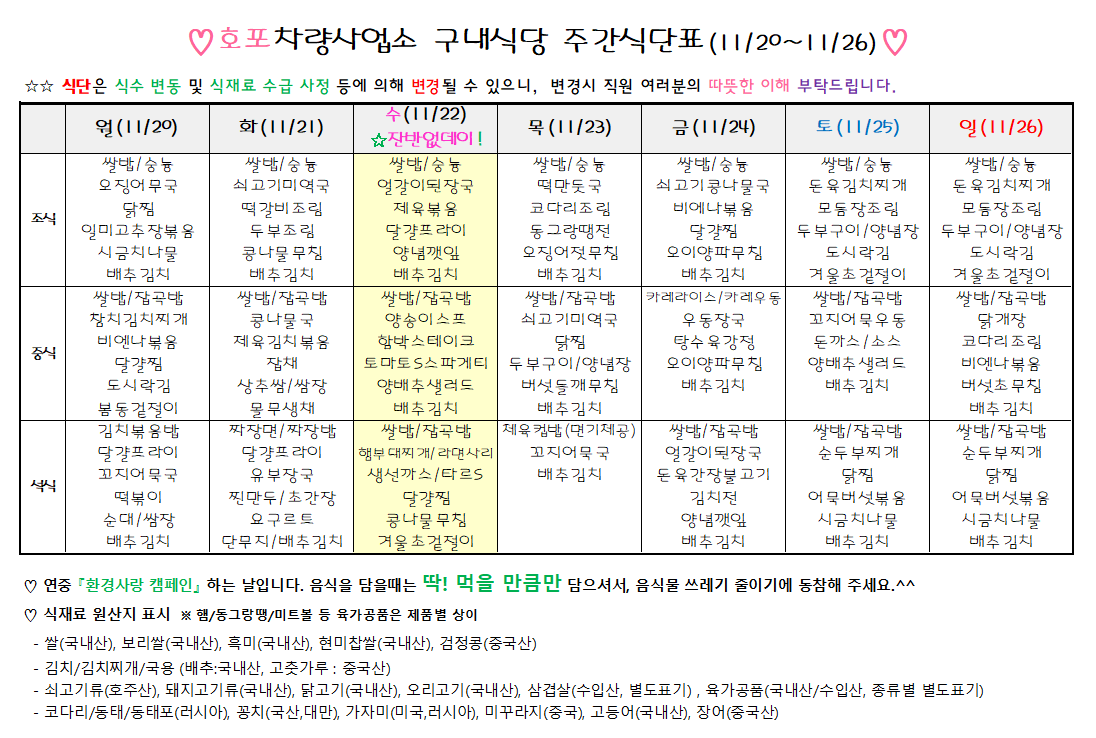 ♡호포차량사업소 구내식당 주간식단표(11/20~11/26)♡
☆☆ 식단은 식수 변동 및 식재료 수급 사정 등에 의해 변경될 수 있으니, 변경시 직원 여러분의 따뜻한 이해 부탁드립니다.
월(11/20) 화(11/21) 수(11/22) ☆잔반없데이! 목(11/23) 금(11/24) 토(11/25) 일(11/26)
조식
쌀밥/숭늉 쌀밥/숭늉 쌀밥/숭늉 쌀밥/숭늉 쌀밥/숭늉 쌀밥/숭늉 쌀밥/숭늉
오징어무국 쇠고기미역국 얼갈이된장국 떡만둣국 쇠고기콩나물국 돈육김치찌개 돈육김치찌개
닭찜 떡갈비조림 제육볶음 코다리조림 비엔나볶음 모둠장조림 모둠장조림
일미고추장볶음 두부조림 달걀프라이 동그랑땡전 달걀찜 두부구이/양념장 두부구이/양념장
시금치나물 콩나물무침 양념깻잎 오징어젓무침 오이양파무침 도시락김 도시락김
배추김치 배추김치 배추김치 배추김치 배추김치 겨울초겉절이 겨울초겉절이
중식
쌀밥/잡곡밥 쌀밥/잡곡밥 쌀밥/잡곡밥 쌀밥/잡곡밥 카레라이스/카레우동 쌀밥/잡곡밥 쌀밥/잡곡밥
참치김치찌개 콩나물국 양송이스프 쇠고기미역국 우동장국 꼬지어묵우동 닭개장
비엔나볶음 제육김치볶음 함박스테이크 닭찜 탕수육강정 돈까스/소스 코다리조림
달걀찜 잡채 토마토S스파게티 두부구이/양념장 오이양파무침 양배추샐러드 비엔나볶음
도시락김 상추쌈/쌈장 양배추샐러드 버섯들깨무침 배추김치 배추김치 버섯초무침
봄동겉절이 물무생채 배추김치 배추김치 배추김치
석식
김치볶음밥 짜장면/짜장밥 쌀밥/잡곡밥 체육컵밥(면기제공) 쌀밥/잡곡밥 쌀밥/잡곡밥 쌀밥/잡곡밥
달걀프라이 달걀프라이 햄부대찌개/라면사리 꼬지어묵국 얼갈이된장국 순두부찌개 순두부찌개
꼬지어묵국 유부장국 생선까스/타르S 배추김치 돈육간장불고기 닭찜 닭찜
떡볶이 찐만두/초간장 달걀찜 김치전 어묵버섯볶음 어묵버섯볶음
순대/쌈장 요구르트 콩나물무침 양념깻잎 시금치나물 시금치나물
배추김치 단무지/배추김치 겨울초겉절이 배추김치 배추김치 배추김치
♡ 연중 『환경사랑 캠페인』 하는 날입니다. 음식을 담을때는 딱! 먹을 만큼만 담으셔서, 음식물 쓰레기 줄이기에 동참해 주세요.^^
♡ 식재료 원산지 표시 ※ 햄/동그랑땡/미트볼 등 육가공품은 제품별 상이
- 쌀(국내산), 보리쌀(국내산), 흑미(국내산), 현미찹쌀(국내산), 검정콩(중국산)
- 김치/김치찌개/국용 (배추:국내산, 고춧가루 : 중국산)
- 쇠고기류(호주산), 돼지고기류(국내산), 닭고기(국내산), 오리고기(국내산), 삼겹살(수입산, 별도표기) , 육가공품(국내산/수입산, 종류별 별도표기)
- 코다리/동태/동태포(러시아), 꽁치(국산,대만), 가자미(미국,러시아), 미꾸라지(중국), 고등어(국내산), 장어(중국산)